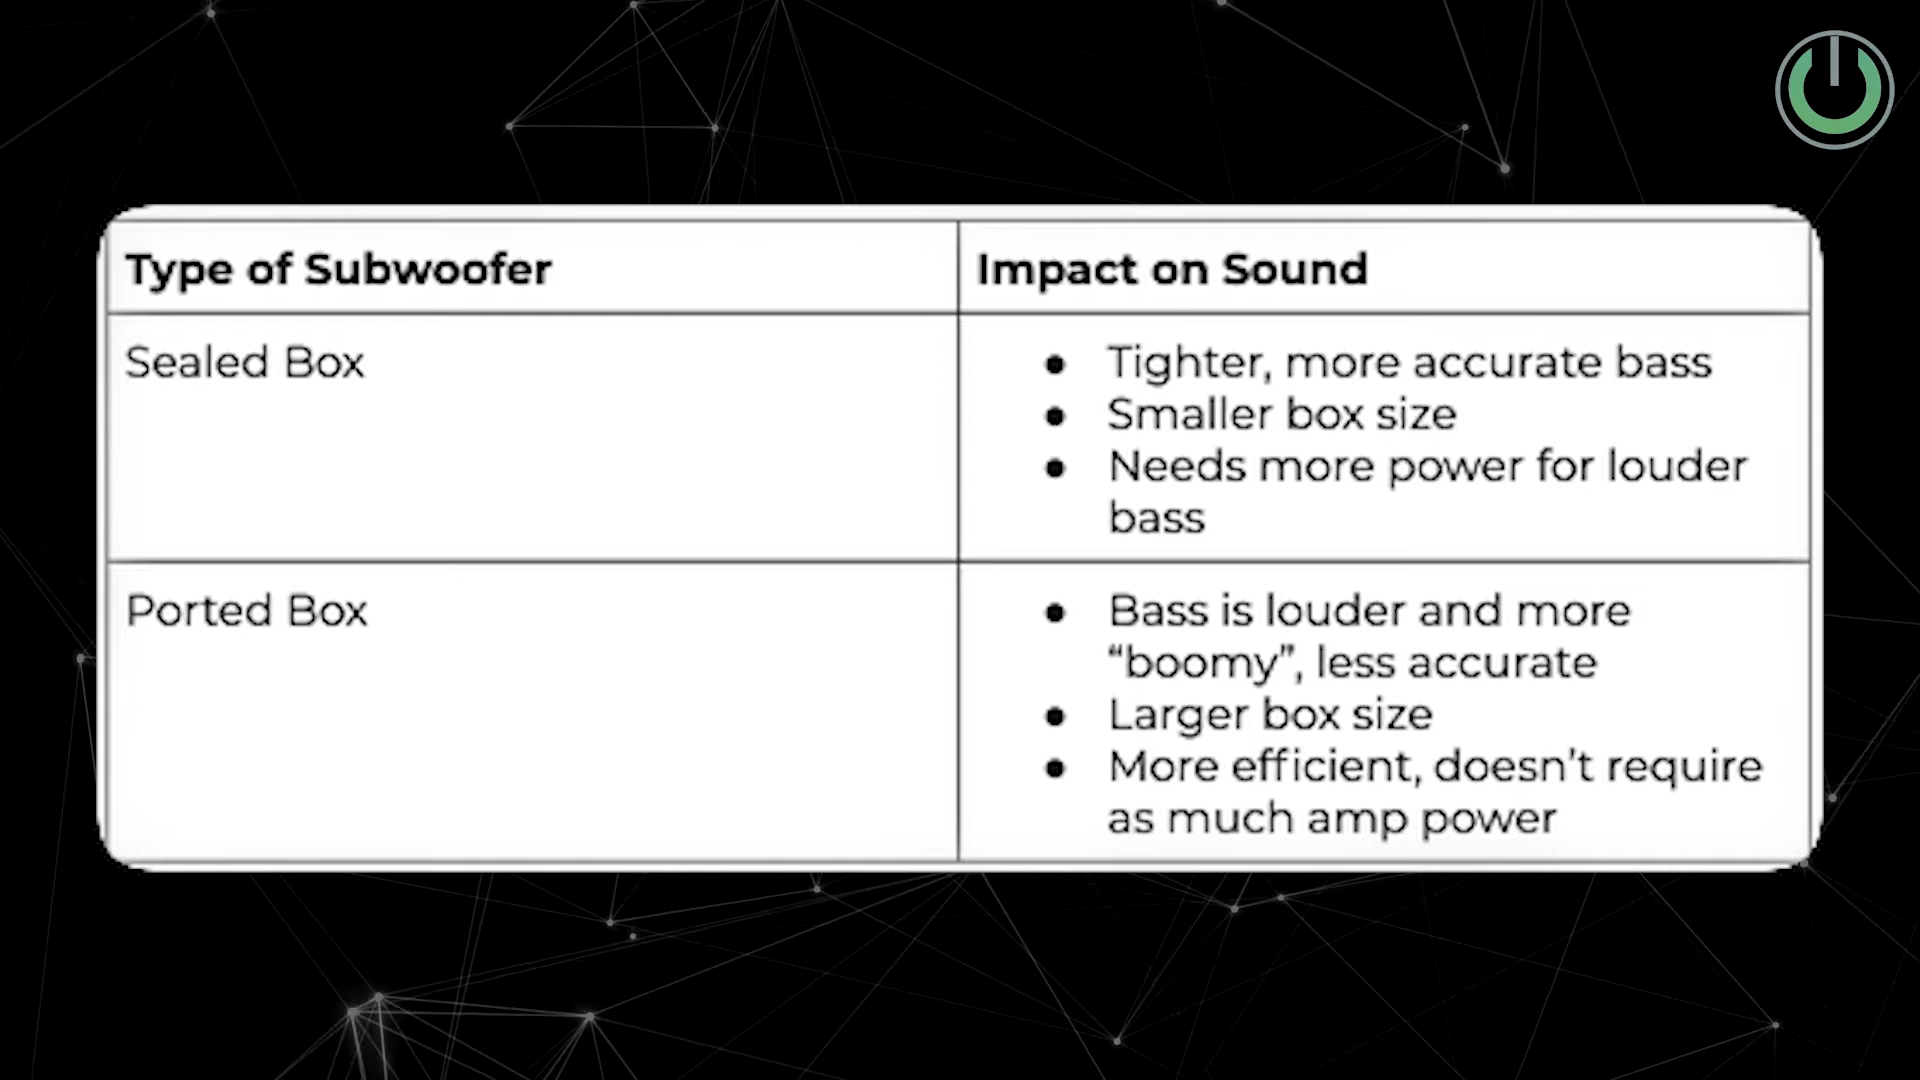 Type of Subwoofer
Impact on Sound
Sealed Box
● Tighter, more accurate bass
● Smaller box size
● Needs more power for louder
bass
Ported Box
● Bass is louder and more
“boomy”, less accurate
● Larger box size
● More efficient, doesn’t require
as much amp power